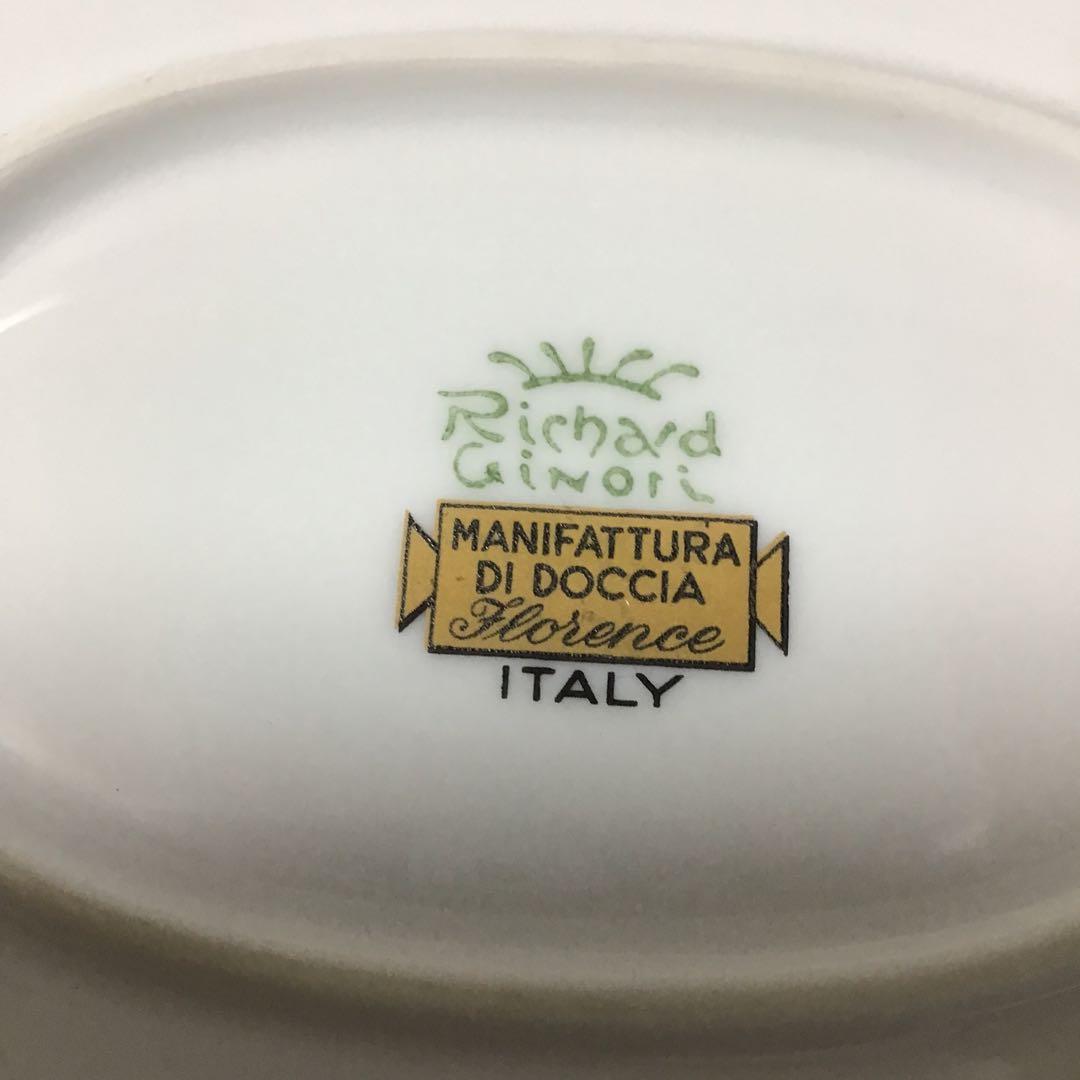 Richard
Ginori
MANIFATTURA
DI DOCCIA
Florence
ITALY